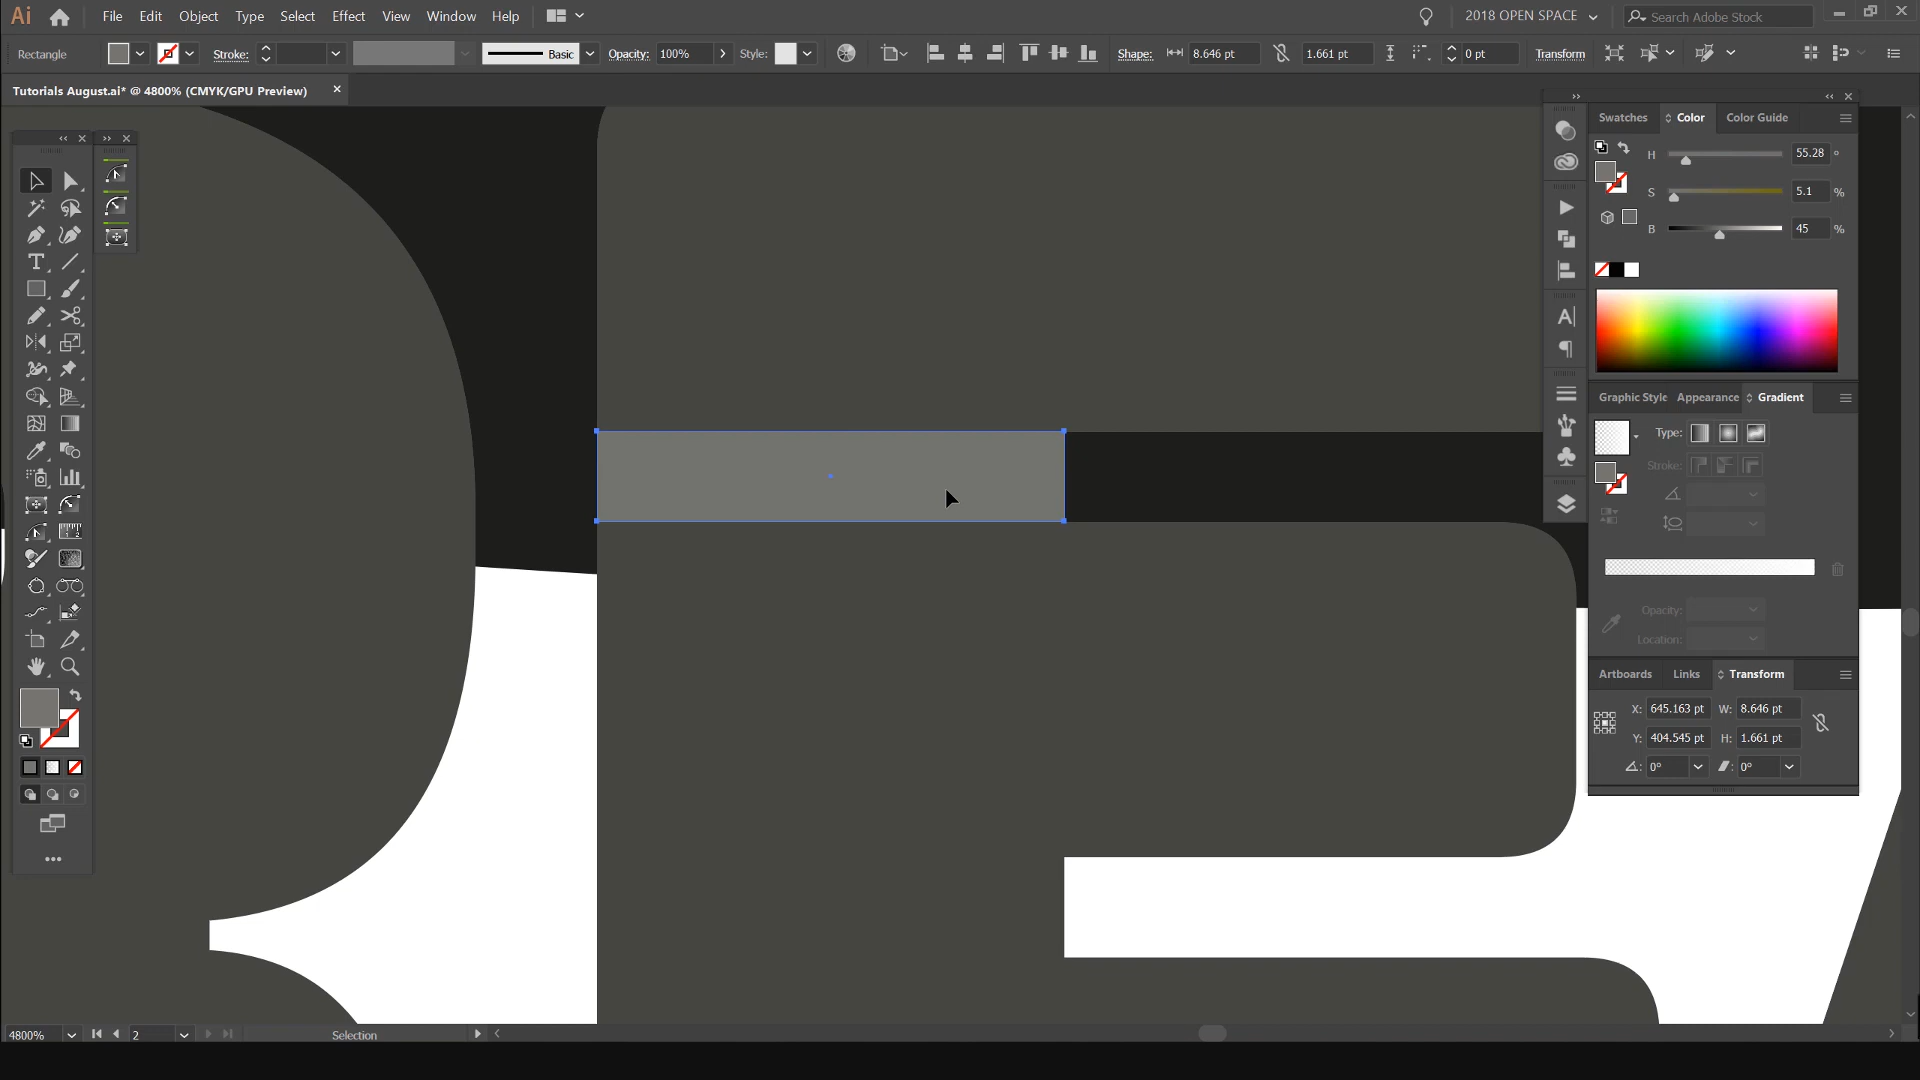 Ai File Edit Object Type Select Effect View Window Help 2018 OPEN SPACE Search Adobe Stock
Rectangle Stroke: Basic Opacity: 100% Style: Shape: 8.646 pt 1.661 pt 0 pt Transform
Tutorials August.ai* @ 4800% (CMYK/GPU Preview)
Swatches Color Color Guide
H 55.28 °
S 5.1 %
B 45 %
Graphic Style Appearance Gradient
Type:
Stroke:
Opacity:
Location:
Artboards Links Transform
X: 645.163 pt W: 8.646 pt
Y: 404.545 pt H: 1.661 pt
0° 0°
4800% 2 Selection